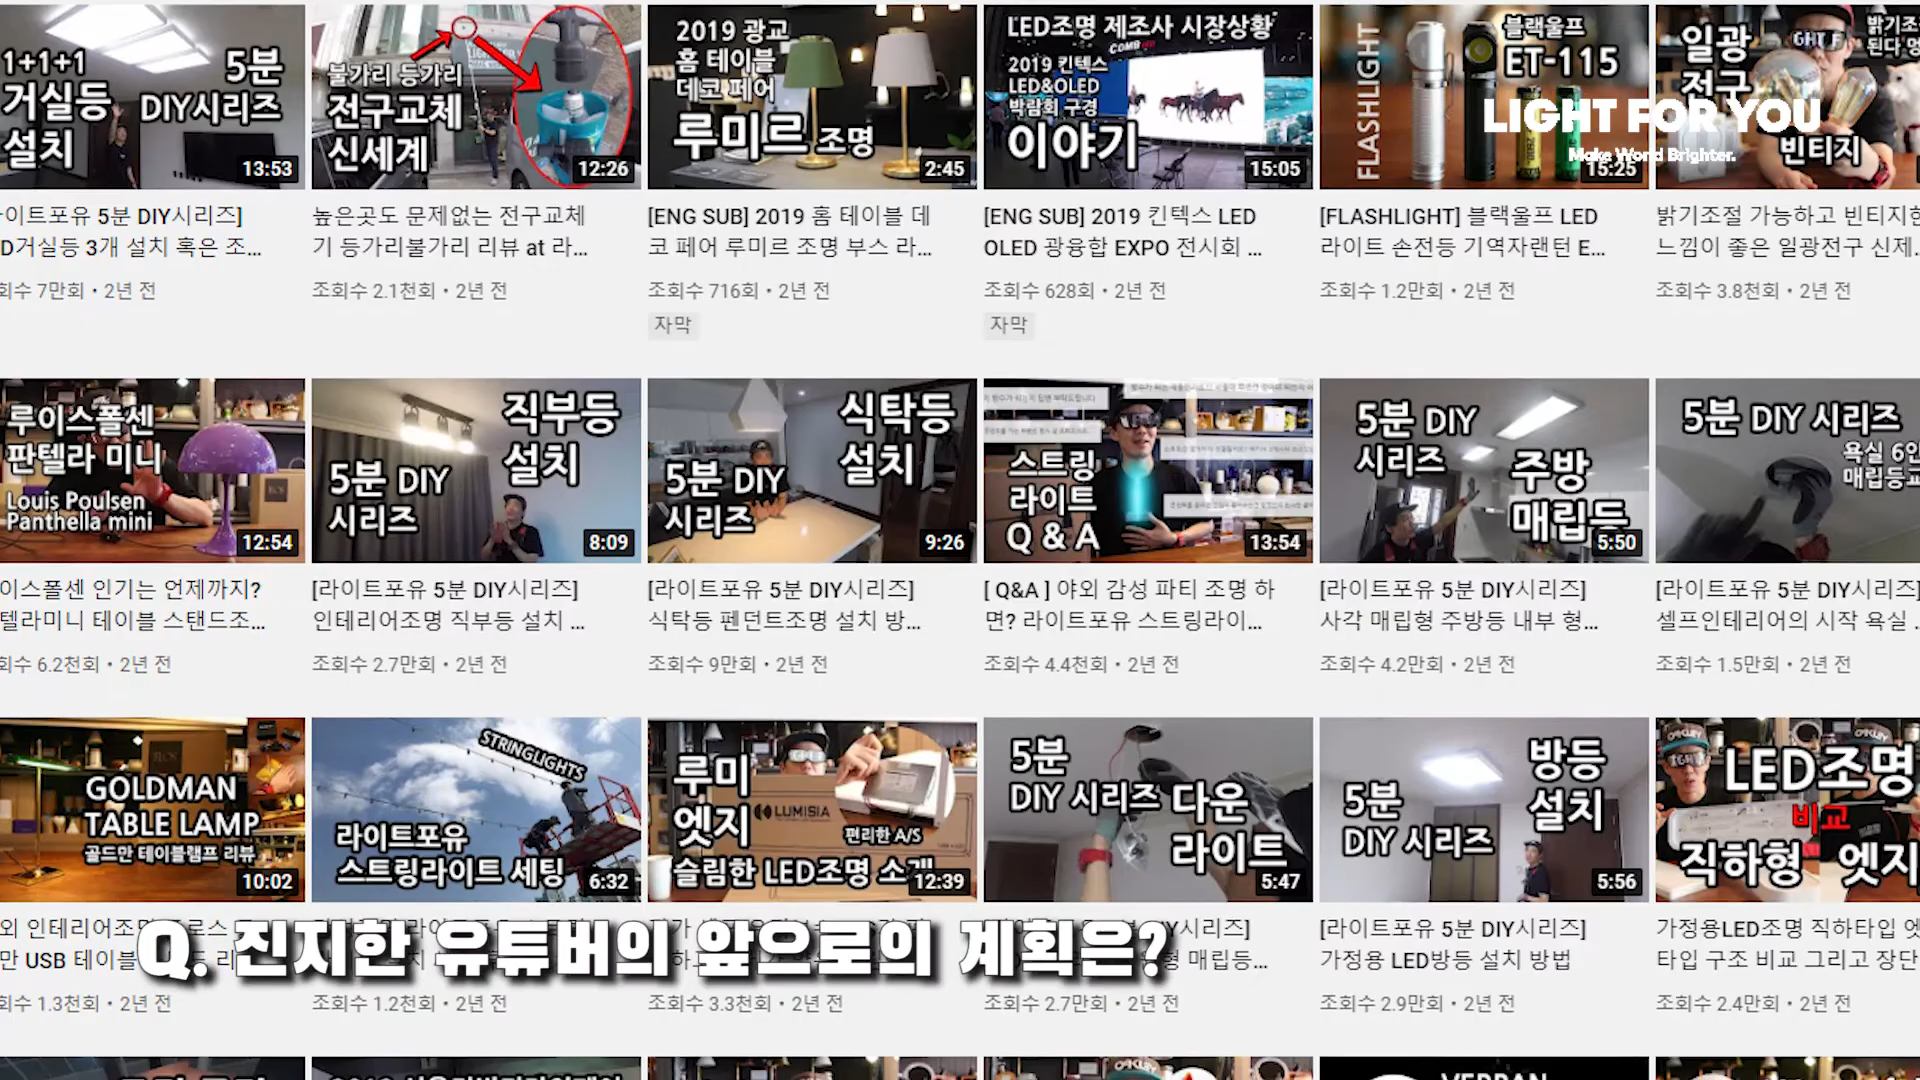 1+1+1
거실등
설치
5분
DIY시리즈
13:53
불가리 등가리
전구교체
신세계
12:26
2019 광교
홈 테이블
데코 페어
루미르 조명
2:45
LED조명 제조사 시장상황
2019 킨텍스
LED&OLED
박람회 구경
이야기
15:05
FLASHLIGHT
블랙울프
ET-115
15:25
일광
전구
빈티지
LIGHT FOR YOU
Make World Brighter.
이트포유 5분 DIY시리즈]
D거실등 3개 설치 혹은 조...
회수 7만회 • 2년 전
높은곳도 문제없는 전구교체
기 등가리불가리 리뷰 at 라...
조회수 2.1천회 • 2년 전
[ENG SUB] 2019 홈 테이블 데
코 페어 루미르 조명 부스 라...
조회수 716회 • 2년 전
자막
[ENG SUB] 2019 킨텍스 LED
OLED 광융합 EXPO 전시회 ...
조회수 628회 • 2년 전
자막
[FLASHLIGHT] 블랙울프 LED
라이트 손전등 기역자랜턴 E...
조회수 1.2만회 • 2년 전
밝기조절 가능하고 빈티지한
느낌이 좋은 일광전구 신제...
조회수 3.8천회 • 2년 전
루이스폴센
판텔라 미니
Louis Poulsen
Panthella mini
12:54
직부등
설치
5분 DIY
시리즈
8:09
식탁등
설치
5분 DIY
시리즈
9:26
스트링
라이트
Q & A
13:54
5분 DIY
시리즈
주방
매립등
5:50
5분 DIY 시리즈
욕실 6인
매립등교
이스폴센 인기는 언제까지?
텔라미니 테이블 스탠드조...
회수 6.2천회 • 2년 전
[라이트포유 5분 DIY시리즈]
인테리어조명 직부등 설치 ...
조회수 2.7만회 • 2년 전
[라이트포유 5분 DIY시리즈]
식탁등 펜던트조명 설치 방...
조회수 9만회 • 2년 전
[ Q&A ] 야외 감성 파티 조명 하
면? 라이트포유 스트링라이...
조회수 4.4천회 • 2년 전
[라이트포유 5분 DIY시리즈]
사각 매립형 주방등 내부 형...
조회수 4.2만회 • 2년 전
[라이트포유 5분 DIY시리즈]
셀프인테리어의 시작 욕실 ...
조회수 1.5만회 • 2년 전
GOLDMAN
TABLE LAMP
골드만 테이블램프 리뷰
10:02
STRINGLIGHTS
라이트포유
스트링라이트 세팅
6:32
루미
엣지
LUMISIA
편리한 A/S
슬림한 LED조명 소개
12:39
5분
DIY 시리즈
다운
라이트
5:47
방등
설치
5분
DIY 시리즈
5:56
OAKLEY
LED조명
비교
직하형 엣지
외 인테리어조명
만 USB 테이블
회수 1.3천회 • 2년 전
조회수 1.2천회 • 2년 전
조회수 3.3천회 • 2년 전
매립등...
조회수 2.7만회 • 2년 전
[라이트포유 5분 DIY시리즈]
가정용 LED방등 설치 방법
조회수 2.9만회 • 2년 전
가정용LED조명 직하타입 엣
타입 구조 비교 그리고 장단
조회수 2.4만회 • 2년 전
Q. 진지한 유튜버의 앞으로의 계획은?
OAKLEY